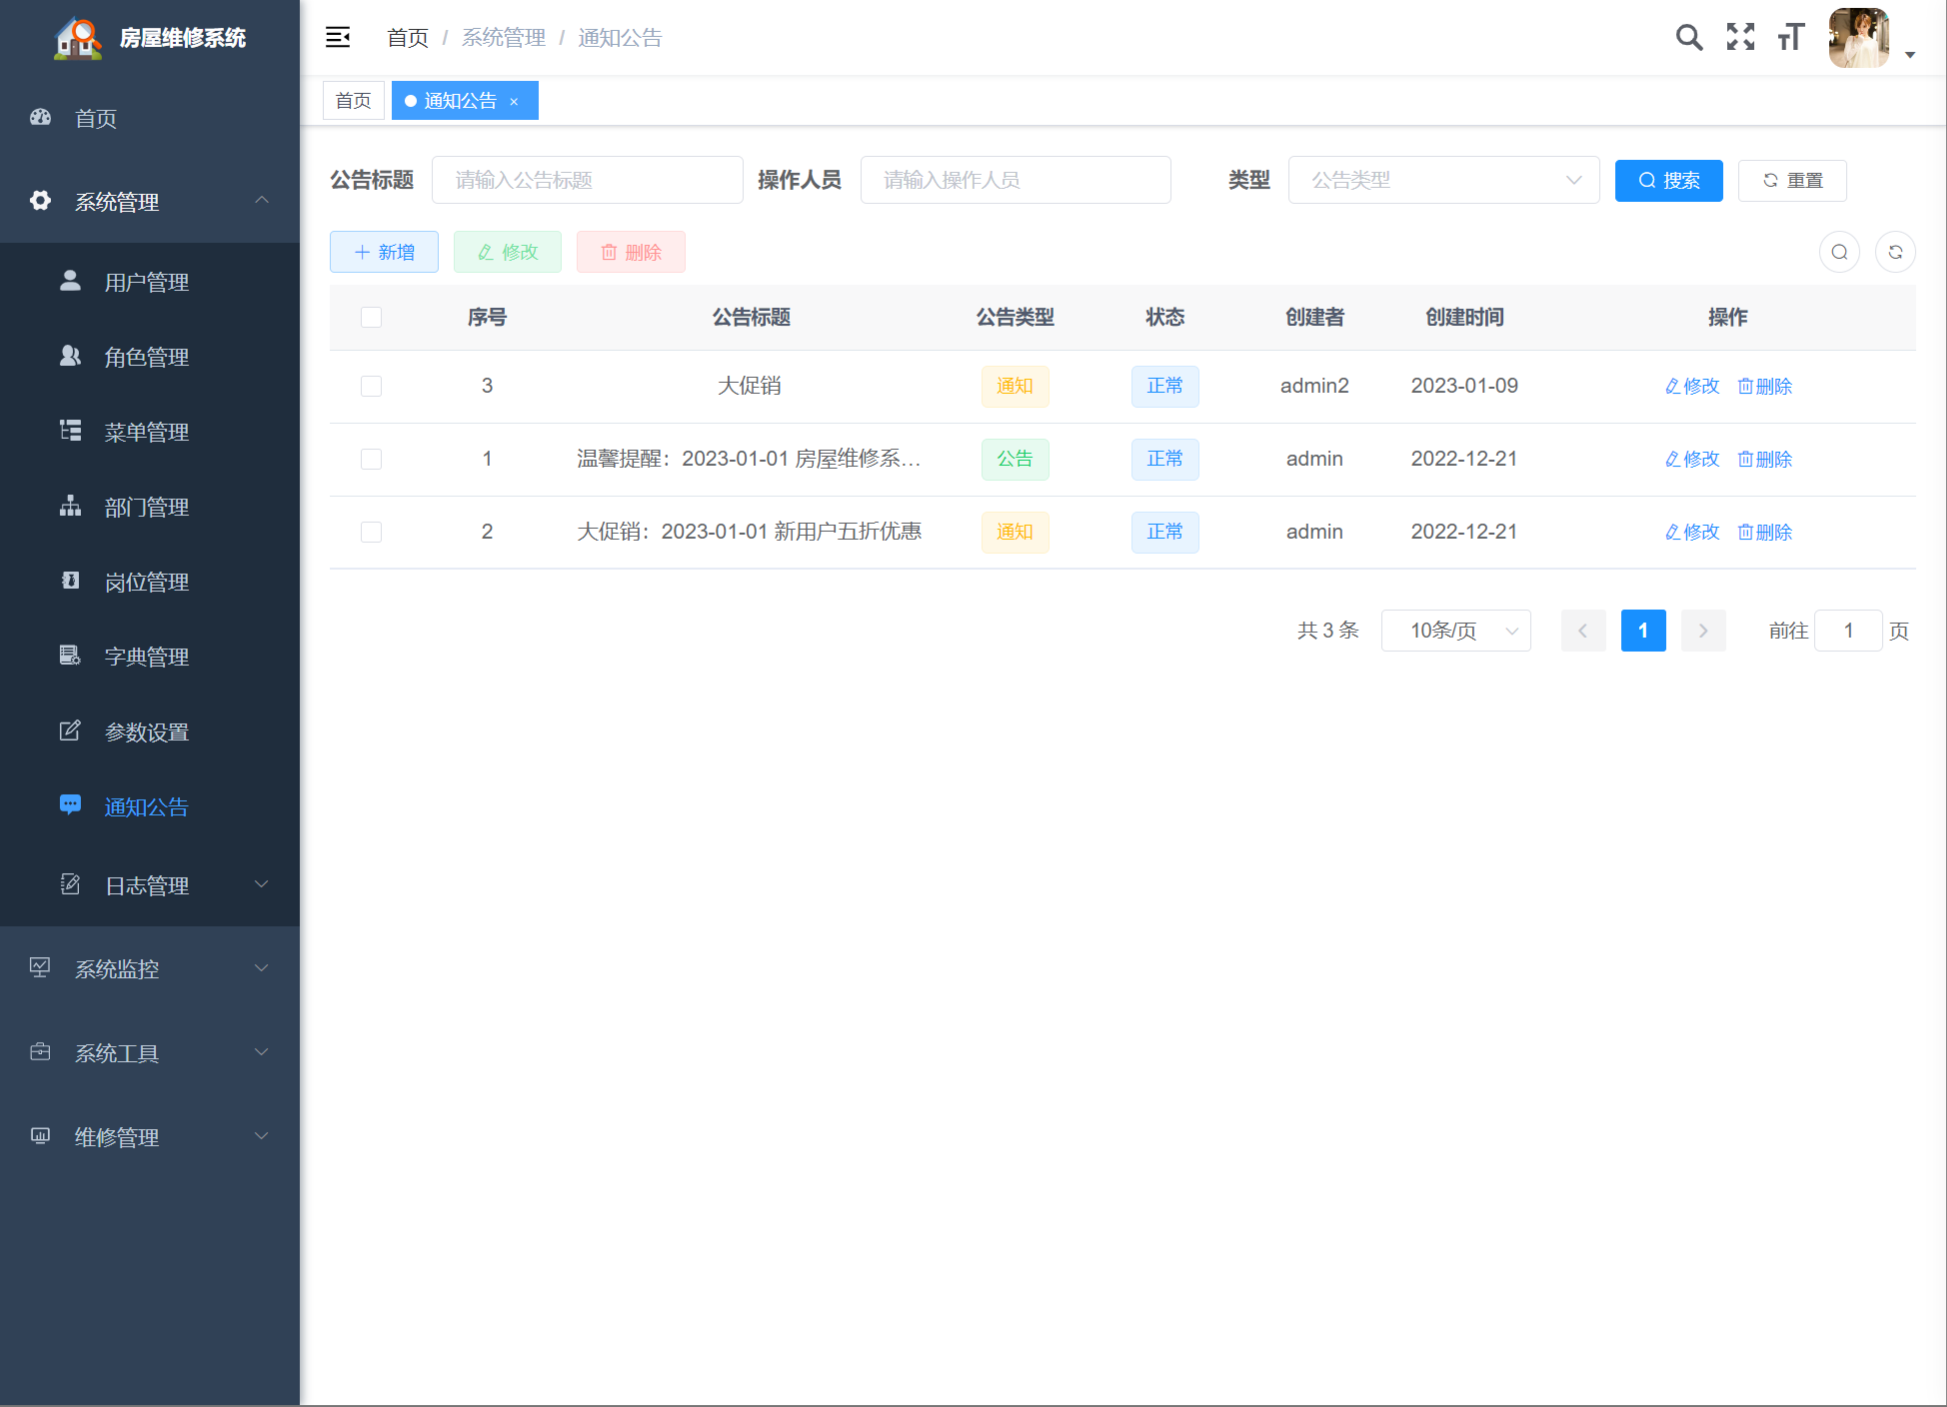 房屋维修系统
首页
系统管理
用户管理
角色管理
菜单管理
部门管理
岗位管理
字典管理
参数设置
通知公告
日志管理
系统监控
系统工具
维修管理
首页 / 系统管理 / 通知公告
首页 通知公告 ×
公告标题 请输入公告标题 操作人员 请输入操作人员 类型 公告类型 搜索 重置
新增 修改 删除
序号 公告标题 公告类型 状态 创建者 创建时间 操作
3 大促销 通知 正常 admin2 2023-01-09 修改 删除
1 温馨提醒：2023-01-01 房屋维修系... 公告 正常 admin 2022-12-21 修改 删除
2 大促销：2023-01-01 新用户五折优惠 通知 正常 admin 2022-12-21 修改 删除
共 3 条 10条/页 1 前往 1 页